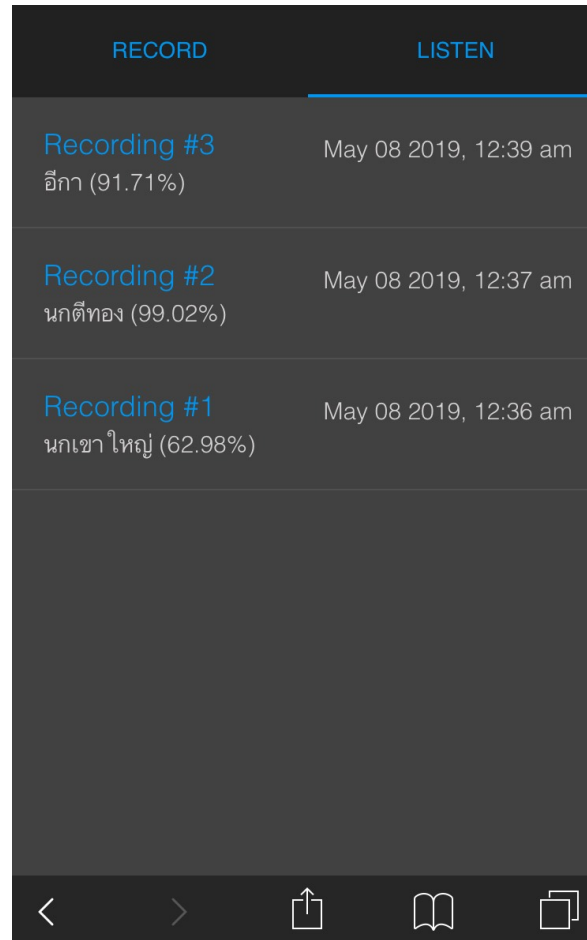 RECORD LISTEN
Recording #3 May 08 2019, 12:39 am
อีกา (91.71%)
Recording #2 May 08 2019, 12:37 am
นกตีทอง (99.02%)
Recording #1 May 08 2019, 12:36 am
นกเขาใหญ่ (62.98%)